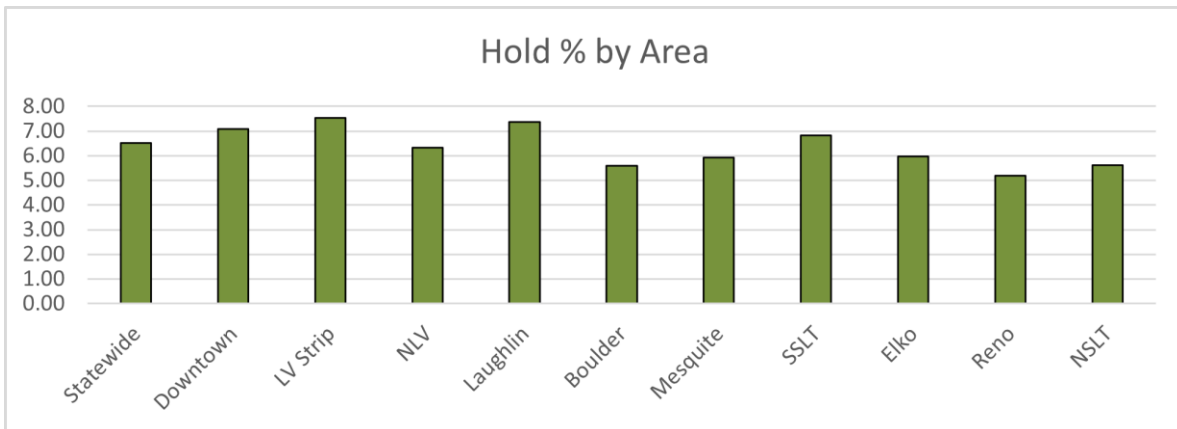 Hold % by Area
8.00
7.00
6.00
5.00
4.00
3.00
2.00
1.00
0.00
Statewide
Downtown
LV Strip
NLV
Laughlin
Boulder
Mesquite
SSLT
Elko
Reno
NSLT